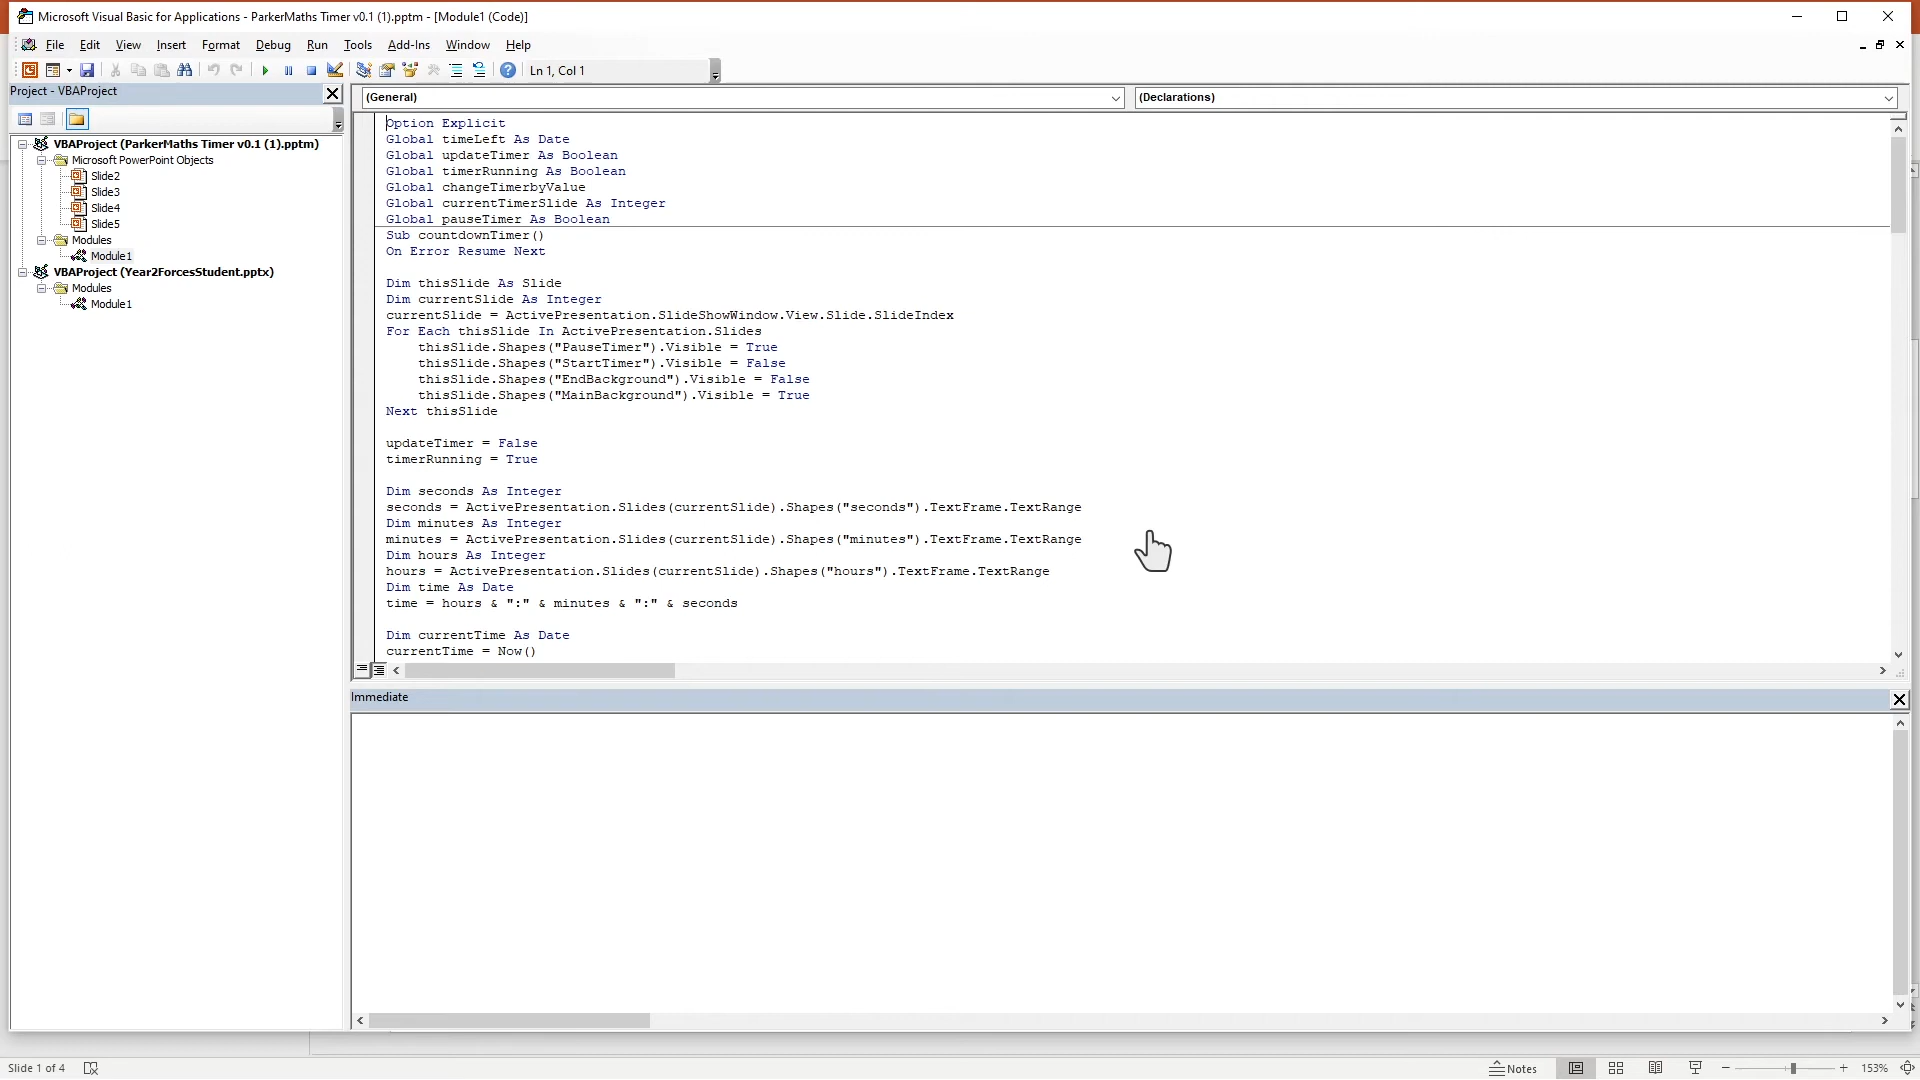 Microsoft Visual Basic for Applications - ParkerMaths Timer v0.1 (1).pptm - [Module1 (Code)]
File Edit View Insert Format Debug Run Tools Add-Ins Window Help
Ln 1, Col 1
Project - VBAProject
VBAProject (ParkerMaths Timer v0.1 (1).pptm)
Microsoft PowerPoint Objects
Slide2
Slide3
Slide4
Slide5
Modules
Module1
VBAProject (Year2ForcesStudent.pptx)
Modules
Module1
(General) (Declarations)
Option Explicit
Global timeLeft As Date
Global updateTimer As Boolean
Global timerRunning As Boolean
Global changeTimerbyValue
Global currentTimerSlide As Integer
Global pauseTimer As Boolean
Sub countdownTimer()
On Error Resume Next
Dim thisSlide As Slide
Dim currentSlide As Integer
currentSlide = ActivePresentation.SlideShowWindow.View.Slide.SlideIndex
For Each thisSlide In ActivePresentation.Slides
thisSlide.Shapes("PauseTimer").Visible = True
thisSlide.Shapes("StartTimer").Visible = False
thisSlide.Shapes("EndBackground").Visible = False
thisSlide.Shapes("MainBackground").Visible = True
Next thisSlide
updateTimer = False
timerRunning = True
Dim seconds As Integer
seconds = ActivePresentation.Slides(currentSlide).Shapes("seconds").TextFrame.TextRange
Dim minutes As Integer
minutes = ActivePresentation.Slides(currentSlide).Shapes("minutes").TextFrame.TextRange
Dim hours As Integer
hours = ActivePresentation.Slides(currentSlide).Shapes("hours").TextFrame.TextRange
Dim time As Date
time = hours & ":" & minutes & ":" & seconds
Dim currentTime As Date
currentTime = Now()
Immediate
Slide 1 of 4
Notes
153%